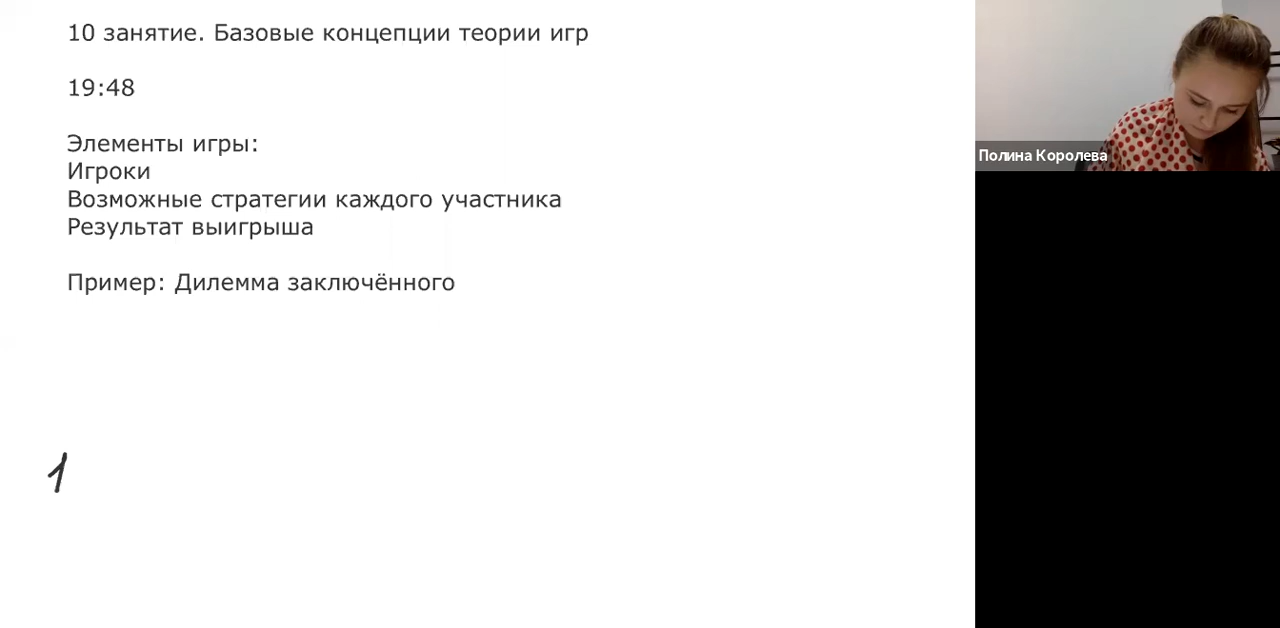 10 занятие. Базовые концепции теории игр
19:48
Элементы игры:
Игроки
Возможные стратегии каждого участника
Результат выигрыша
Пример: Дилемма заключённого
1
Полина Королева